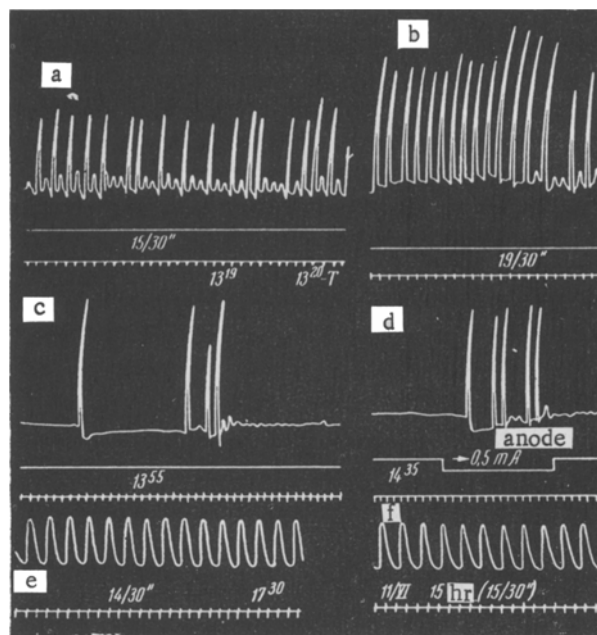 a
b
15/30"
13¹⁹ 13²⁰-T
19/30"
c
d
anode
→ 0,5 mA
13⁵⁵
14³⁵
e
f
14/30" 17³⁰
11/VI 15 hr (15/30")